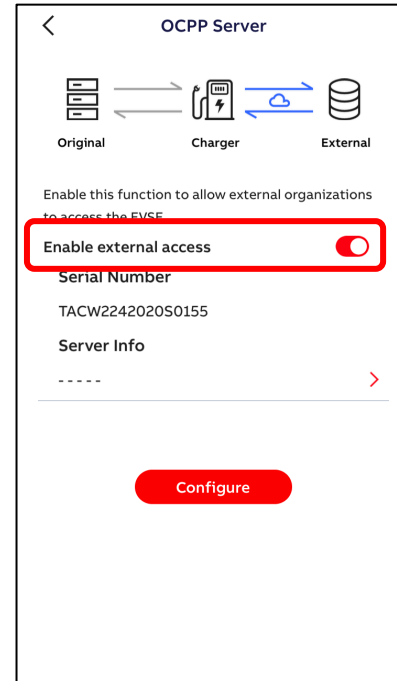 OCPP Server
Original Charger External
Enable this function to allow external organizations
to access the EVSE
Enable external access
Serial Number
TACW2242020S0155
Server Info
-----
Configure